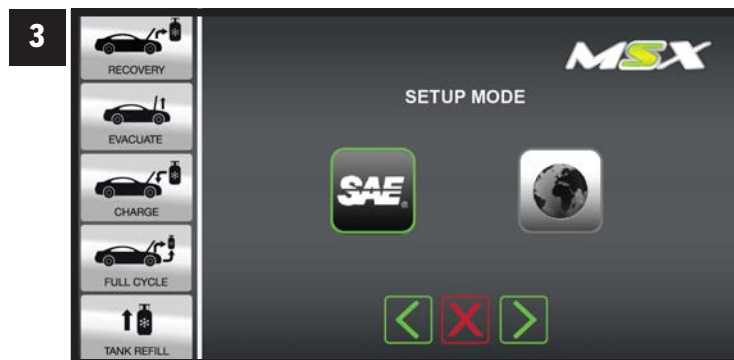 3
RECOVERY
EVACUATE
CHARGE
FULL CYCLE
TANK REFILL
MSX
SETUP MODE
SAE®